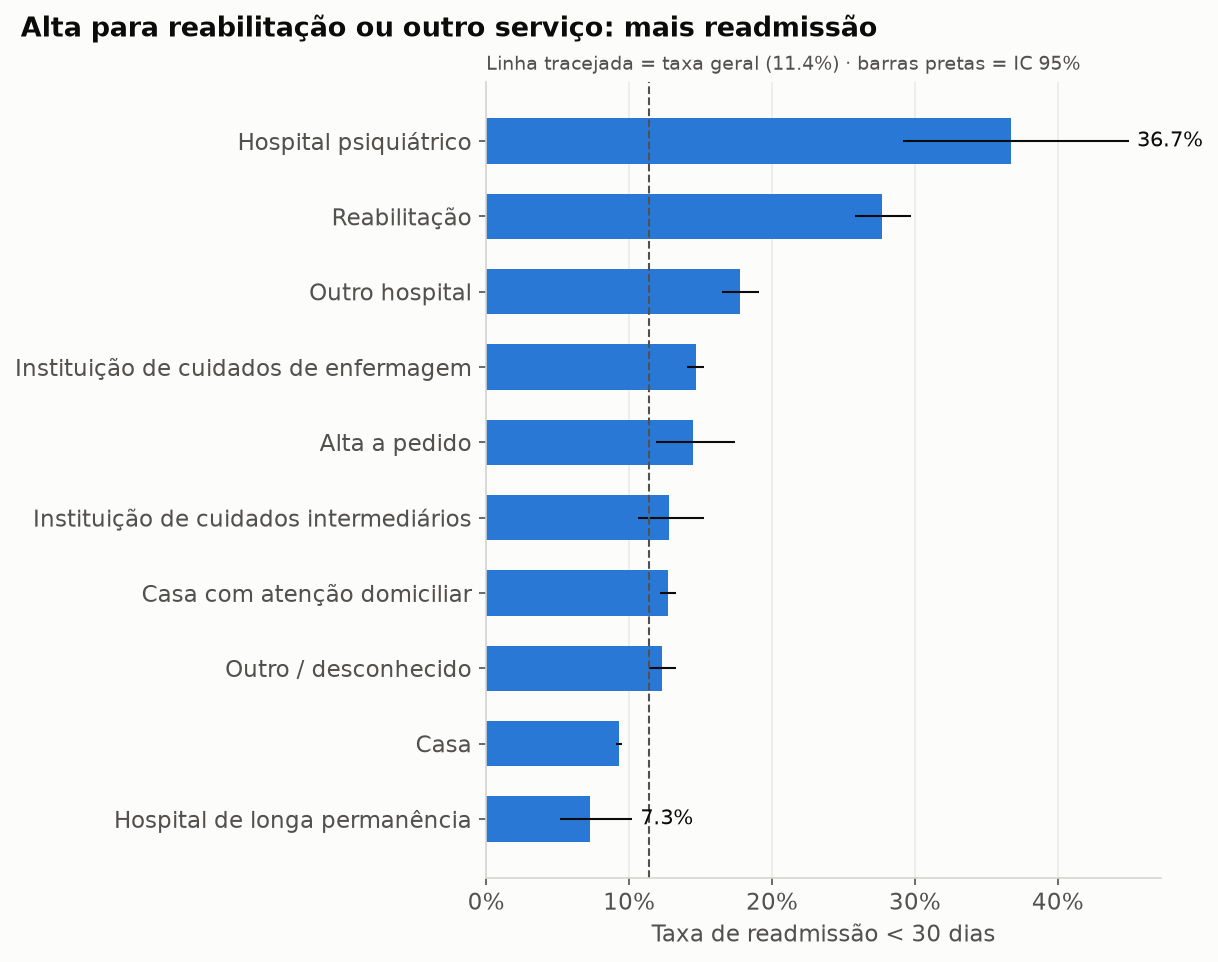 Alta para reabilitação ou outro serviço: mais readmissão
Linha tracejada = taxa geral (11.4%) · barras pretas = IC 95%
Hospital psiquiátrico
36.7%
Reabilitação
Outro hospital
Instituição de cuidados de enfermagem
Alta a pedido
Instituição de cuidados intermediários
Casa com atenção domiciliar
Outro / desconhecido
Casa
Hospital de longa permanência
7.3%
0% 10% 20% 30% 40%
Taxa de readmissão < 30 dias